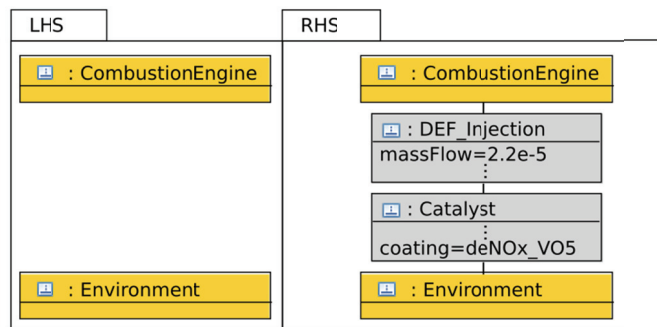 LHS
: CombustionEngine
: Environment
RHS
: CombustionEngine
: DEF_Injection
massFlow=2.2e-5
⋮
: Catalyst
⋮
coating=deNOx_VO5
: Environment